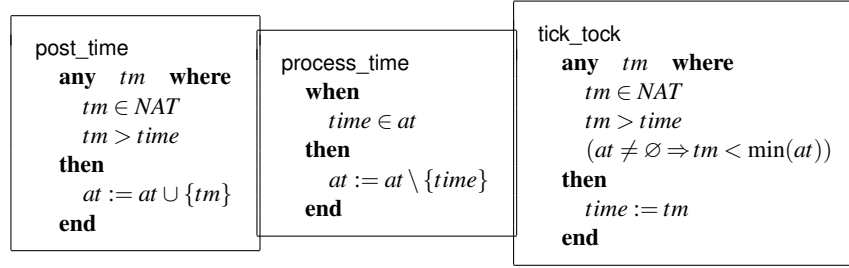 post_time
any tm where
tm ∈ NAT
tm > time
then
at := at ∪ {tm}
end
process_time
when
time ∈ at
then
at := at \ {time}
end
tick_tock
any tm where
tm ∈ NAT
tm > time
(at ≠ ∅ ⇒ tm < min(at))
then
time := tm
end